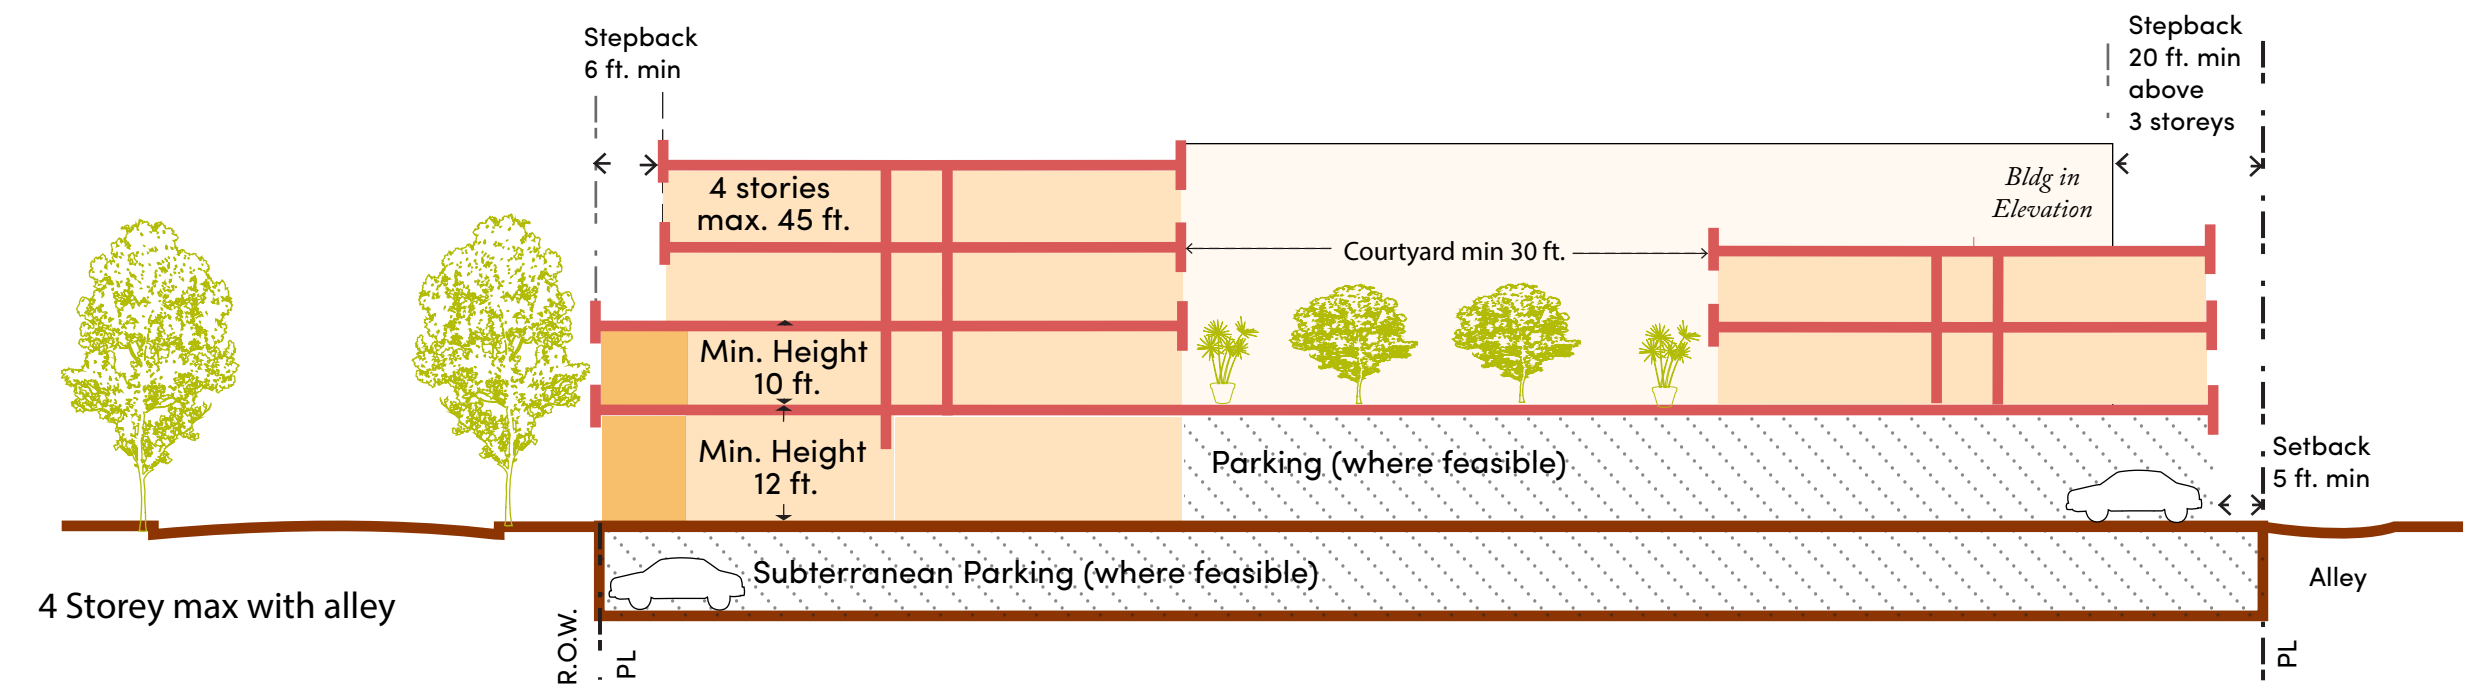 Stepback
6 ft. min
Stepback
20 ft. min
above
3 storeys
4 stories
max. 45 ft.
Bldg in
Elevation
Courtyard min 30 ft.
Min. Height
10 ft.
Min. Height
12 ft.
Parking (where feasible)
Setback
5 ft. min
Subterranean Parking (where feasible)
Alley
4 Storey max with alley
R.O.W.
PL
PL